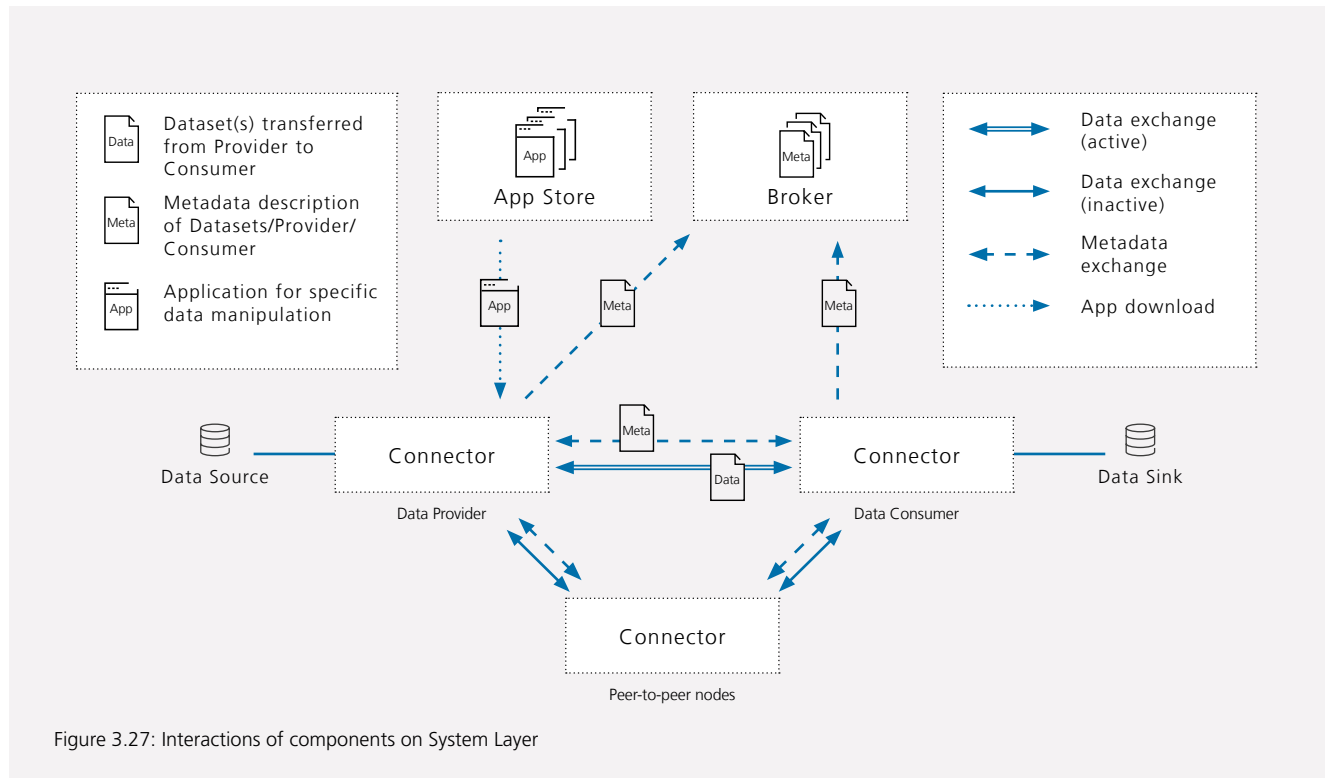 Data
Dataset(s) transferred
from Provider to
Consumer
Meta
Metadata description
of Datasets/Provider/
Consumer
App
Application for specific
data manipulation
App
App Store
Meta
Broker
Data exchange
(active)
Data exchange
(inactive)
Metadata
exchange
App download
App
Meta
Meta
Data Source
Connector
Data Provider
Meta
Data
Connector
Data Consumer
Data Sink
Connector
Peer-to-peer nodes
Figure 3.27: Interactions of components on System Layer